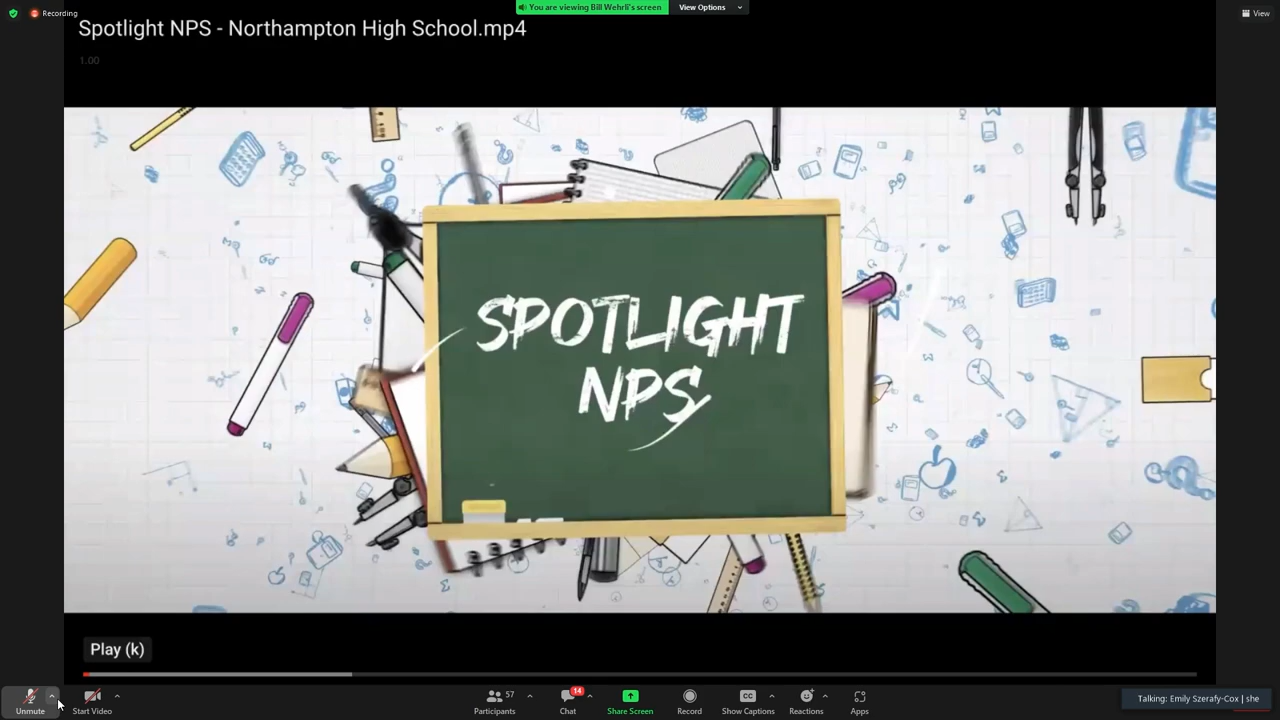 Recording
You are viewing Bill Wehrli's screen
View Options
View
Spotlight NPS - Northampton High School.mp4
1.00
SPOTLIGHT
NPS
Play (k)
Unmute
Start Video
57
Participants
14
Chat
Share Screen
Record
CC
Show Captions
Reactions
Apps
Talking: Emily Szerafy-Cox | she